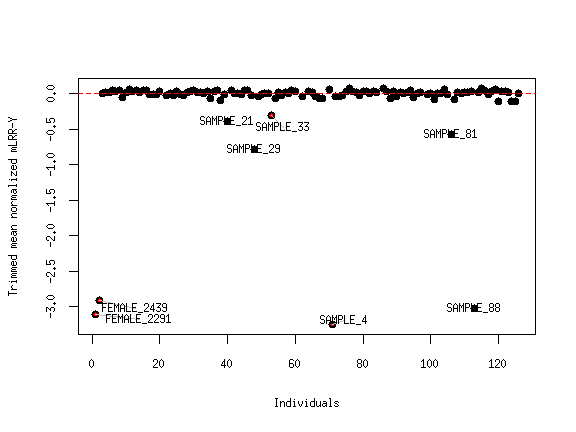 Trimmed mean normalized mLRR-Y
0.0
-0.5
-1.0
-1.5
-2.0
-2.5
-3.0
SAMPLE_21
SAMPLE_33
SAMPLE_81
SAMPLE_29
FEMALE_2439
SAMPLE_88
FEMALE_2291
SAMPLE_4
0 20 40 60 80 100 120
Individuals